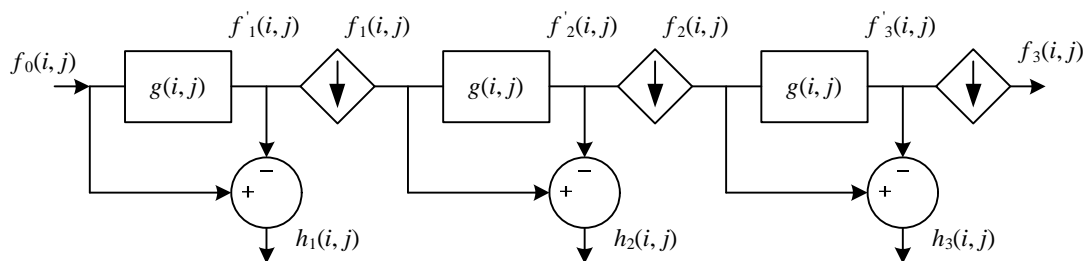 f'1(i, j) f1(i, j) f'2(i, j) f2(i, j) f'3(i, j)
f0(i, j) f3(i, j)
g(i, j) g(i, j) g(i, j)
− − −
+ + +
h1(i, j) h2(i, j) h3(i, j)